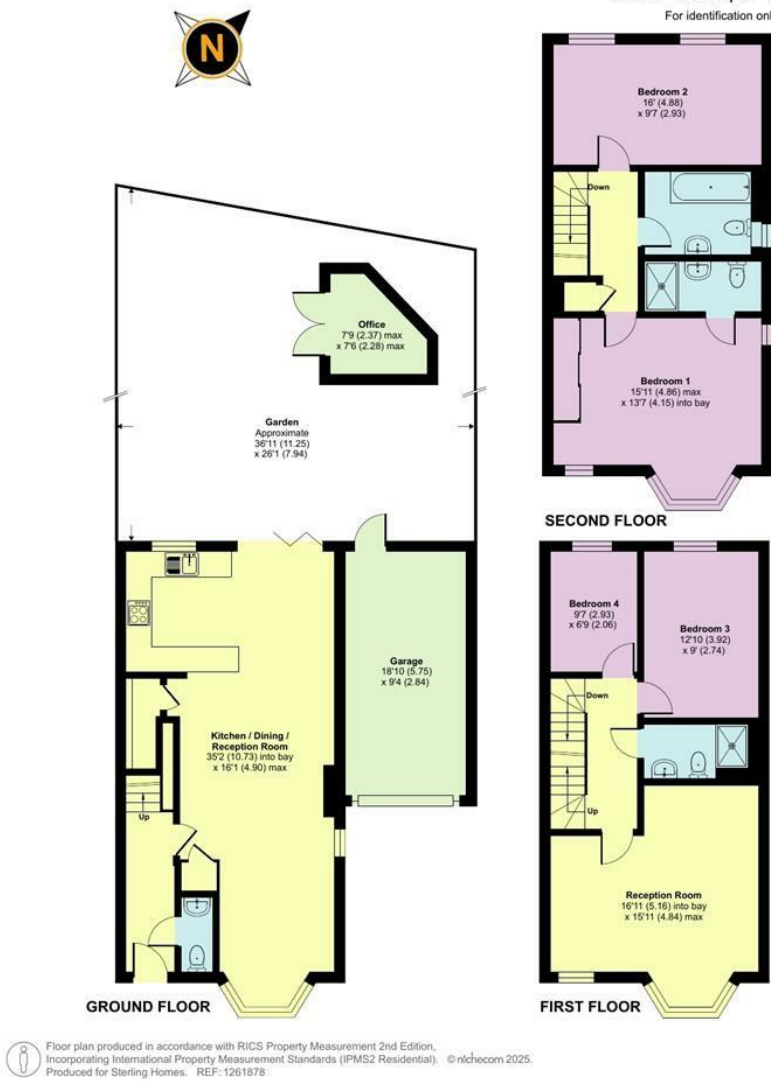 For identification onl
N
Bedroom 2
16' (4.88)
x 9'7 (2.93)
Down
Office
7'9 (2.37) max
x 7'6 (2.28) max
Bedroom 1
15'11 (4.86) max
x 13'7 (4.15) into bay
Garden
Approximate
36'11 (11.25)
x 26'1 (7.94)
SECOND FLOOR
Bedroom 4
9'7 (2.93)
x 6'9 (2.06)
Bedroom 3
12'10 (3.92)
x 9' (2.74)
Garage
18'10 (5.75)
x 9'4 (2.84)
Down
Kitchen / Dining /
Reception Room
35'2 (10.73) into bay
x 16'1 (4.90) max
Up
Up
Reception Room
16'11 (5.16) into bay
x 15'11 (4.84) max
GROUND FLOOR
FIRST FLOOR
Floor plan produced in accordance with RICS Property Measurement 2nd Edition,
Incorporating International Property Measurement Standards (IPMS2 Residential). © nichecom 2025.
Produced for Sterling Homes. REF: 1261878